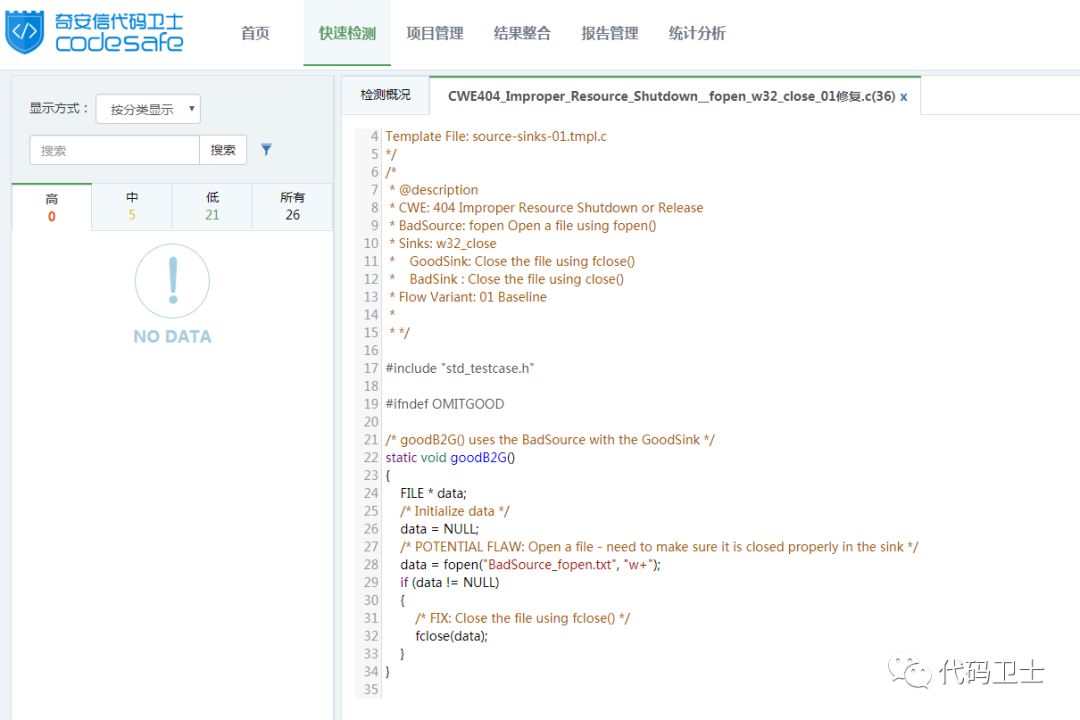 奇安信代码卫士
codesafe
首页 快速检测 项目管理 结果整合 报告管理 统计分析
显示方式： 按分类显示
搜索 搜索
高 中 低 所有
0 5 21 26
NO DATA
检测概况 CWE404_Improper_Resource_Shutdown__fopen_w32_close_01修复.c(36) x
4 Template File: source-sinks-01.tmpl.c
5 */
6 /*
7 * @description
8 * CWE: 404 Improper Resource Shutdown or Release
9 * BadSource: fopen Open a file using fopen()
10 * Sinks: w32_close
11 * GoodSink: Close the file using fclose()
12 * BadSink : Close the file using close()
13 * Flow Variant: 01 Baseline
14 *
15 * */
16
17 #include "std_testcase.h"
18
19 #ifndef OMITGOOD
20
21 /* goodB2G() uses the BadSource with the GoodSink */
22 static void goodB2G()
23 {
24 FILE * data;
25 /* Initialize data */
26 data = NULL;
27 /* POTENTIAL FLAW: Open a file - need to make sure it is closed properly in the sink */
28 data = fopen("BadSource_fopen.txt", "w+");
29 if (data != NULL)
30 {
31 /* FIX: Close the file using fclose() */
32 fclose(data);
33 }
34 }
35
代码卫士